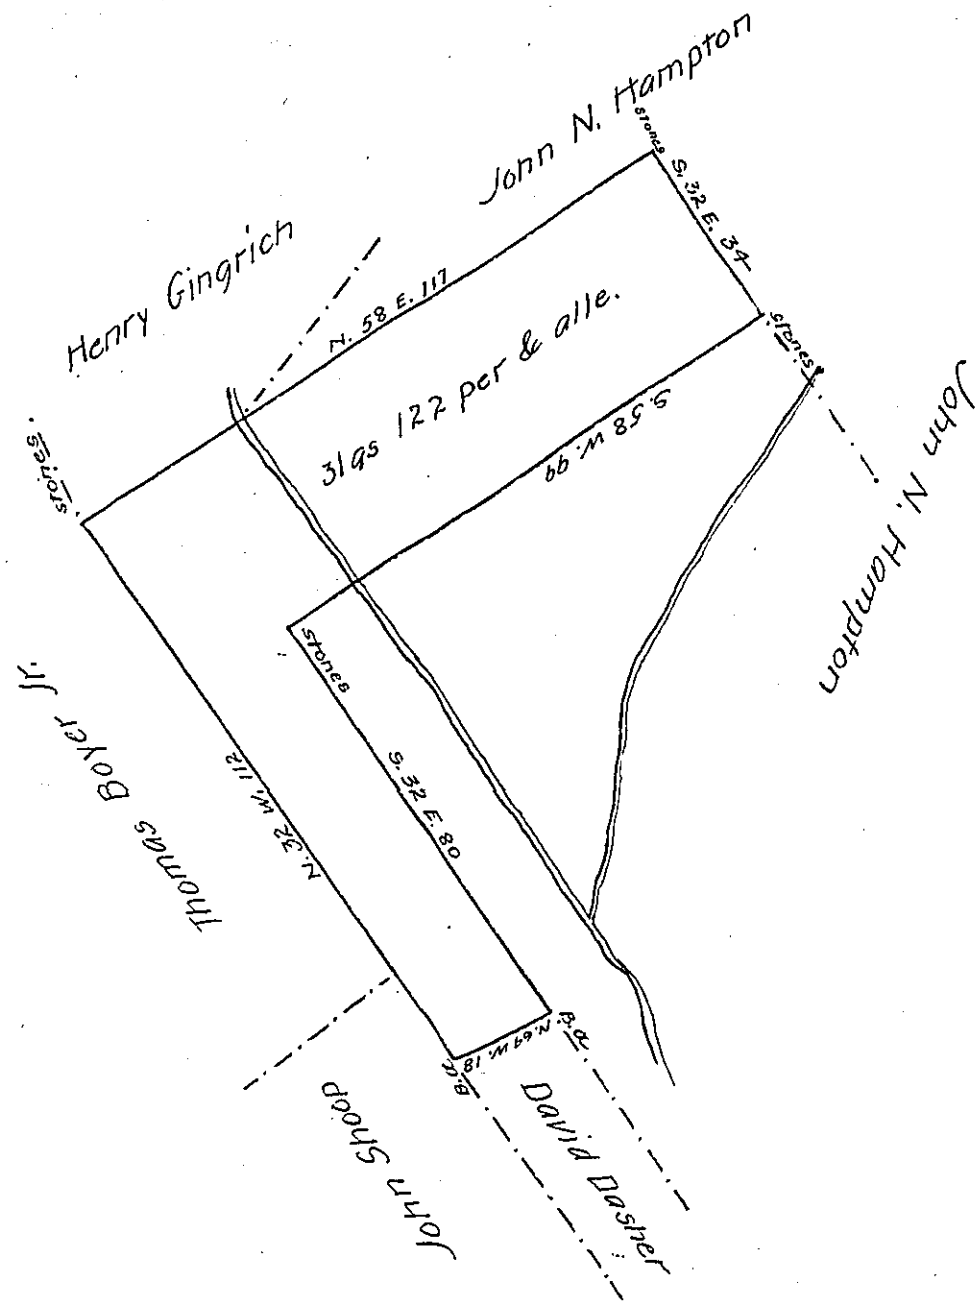 John N. Hampton
stones
S. 32 E. 34
Henry Gingrich
N. 58 E. 117
31 as 122 per & alle.
stones
S. 58 W. 99
John N. Hampton
stones
stones
S. 32 E. 80
Thomas Boyer Jr.
N. 32 W. 112
B.O.
N. 69 W. 18
B.O.
David Dasher
John Shoop